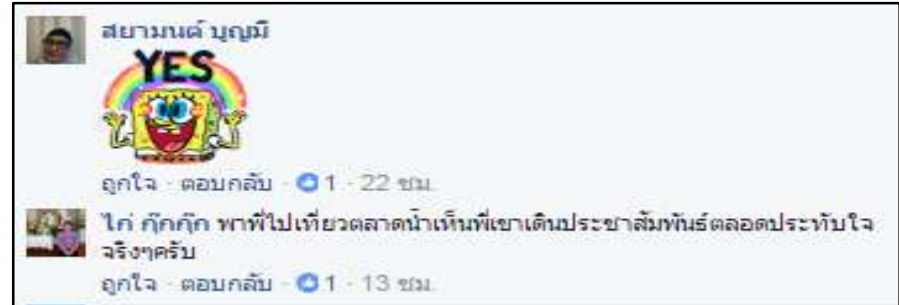 สยามนต์ บุญมี
YES
ถูกใจ · ตอบกลับ · 1 · 22 ชม.
ไก่ กุ๊กกุ๊ก พาพี่ไปเที่ยวตลาดน้ำเห็นพี่เขาเดินประชาสัมพันธ์ตลอดประทับใจ
จริงๆครับ
ถูกใจ · ตอบกลับ · 1 · 13 ชม.